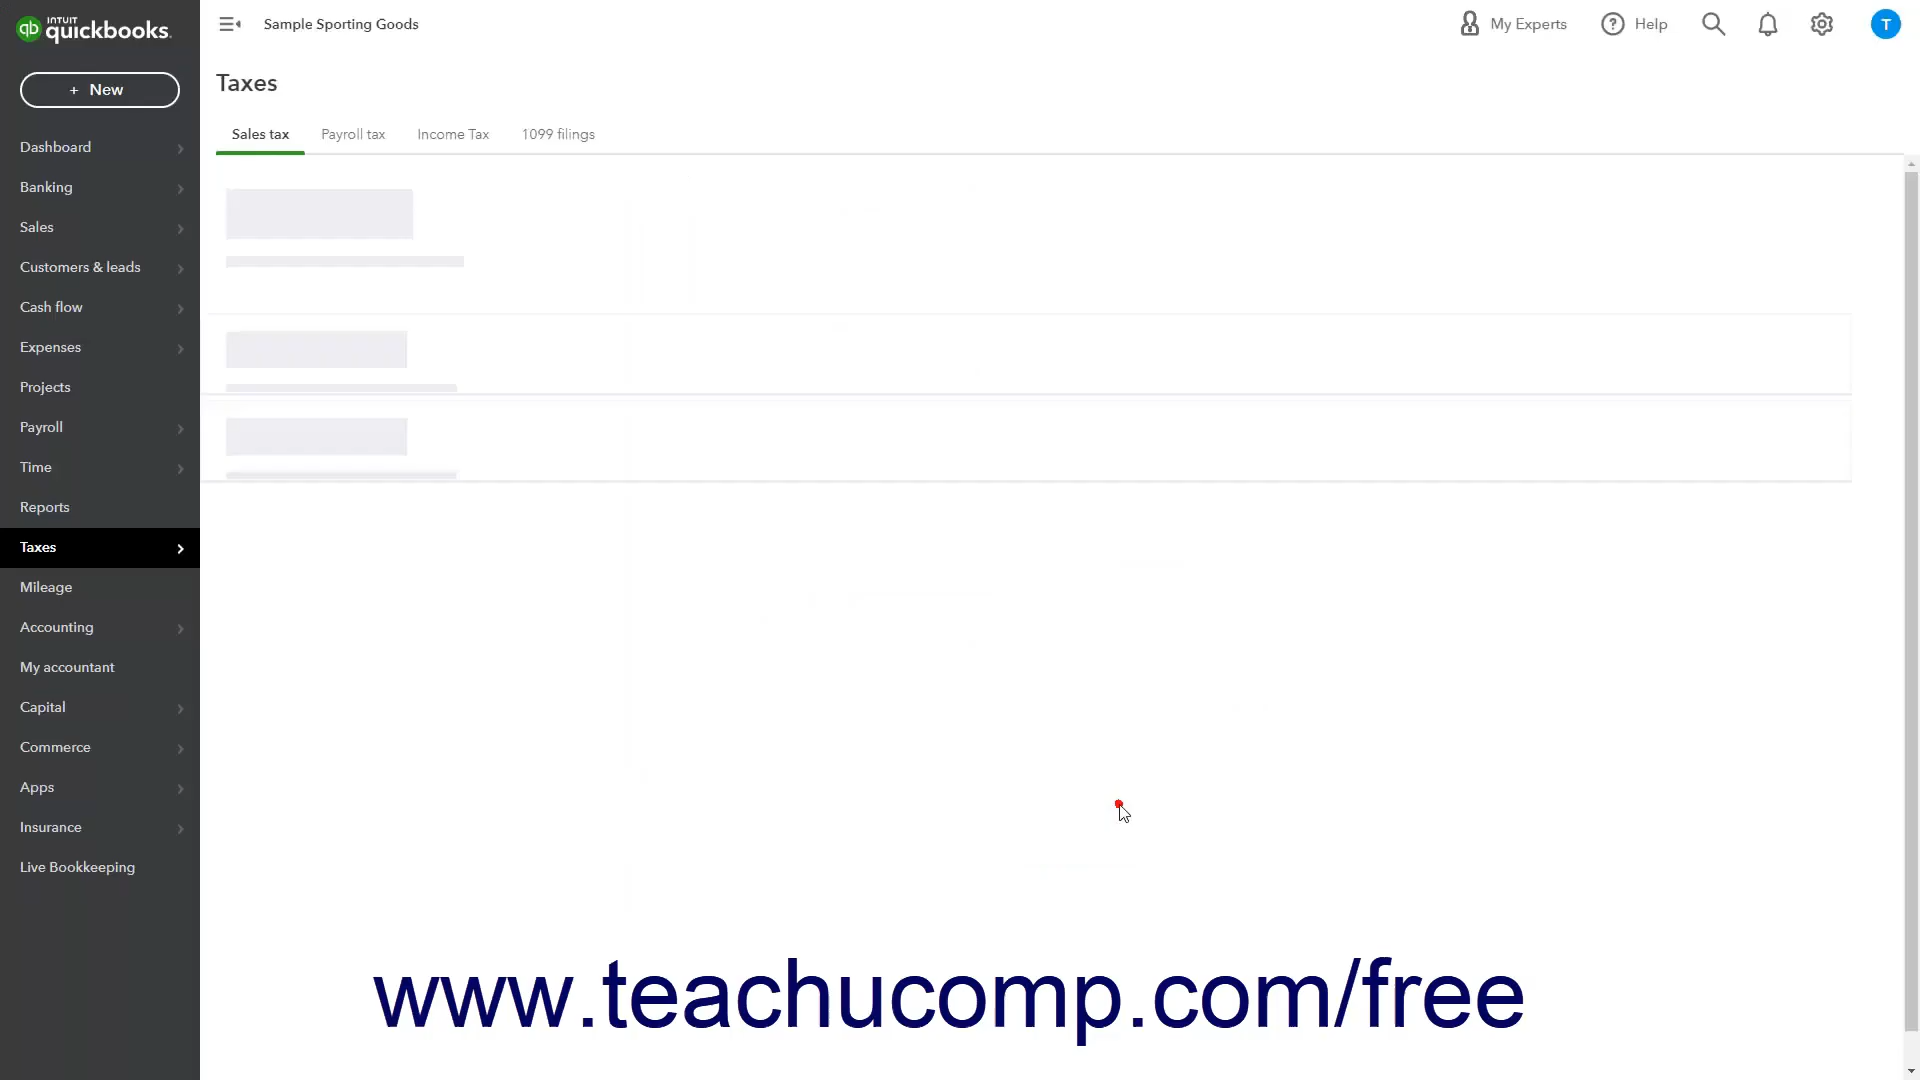 INTUIT
qb quickbooks.
+ New
Dashboard
Banking
Sales
Customers & leads
Cash flow
Expenses
Projects
Payroll
Time
Reports
Taxes
Mileage
Accounting
My accountant
Capital
Commerce
Apps
Insurance
Live Bookkeeping
Sample Sporting Goods
My Experts
? Help
T
Taxes
Sales tax
Payroll tax
Income Tax
1099 filings
www.teachucomp.com/free